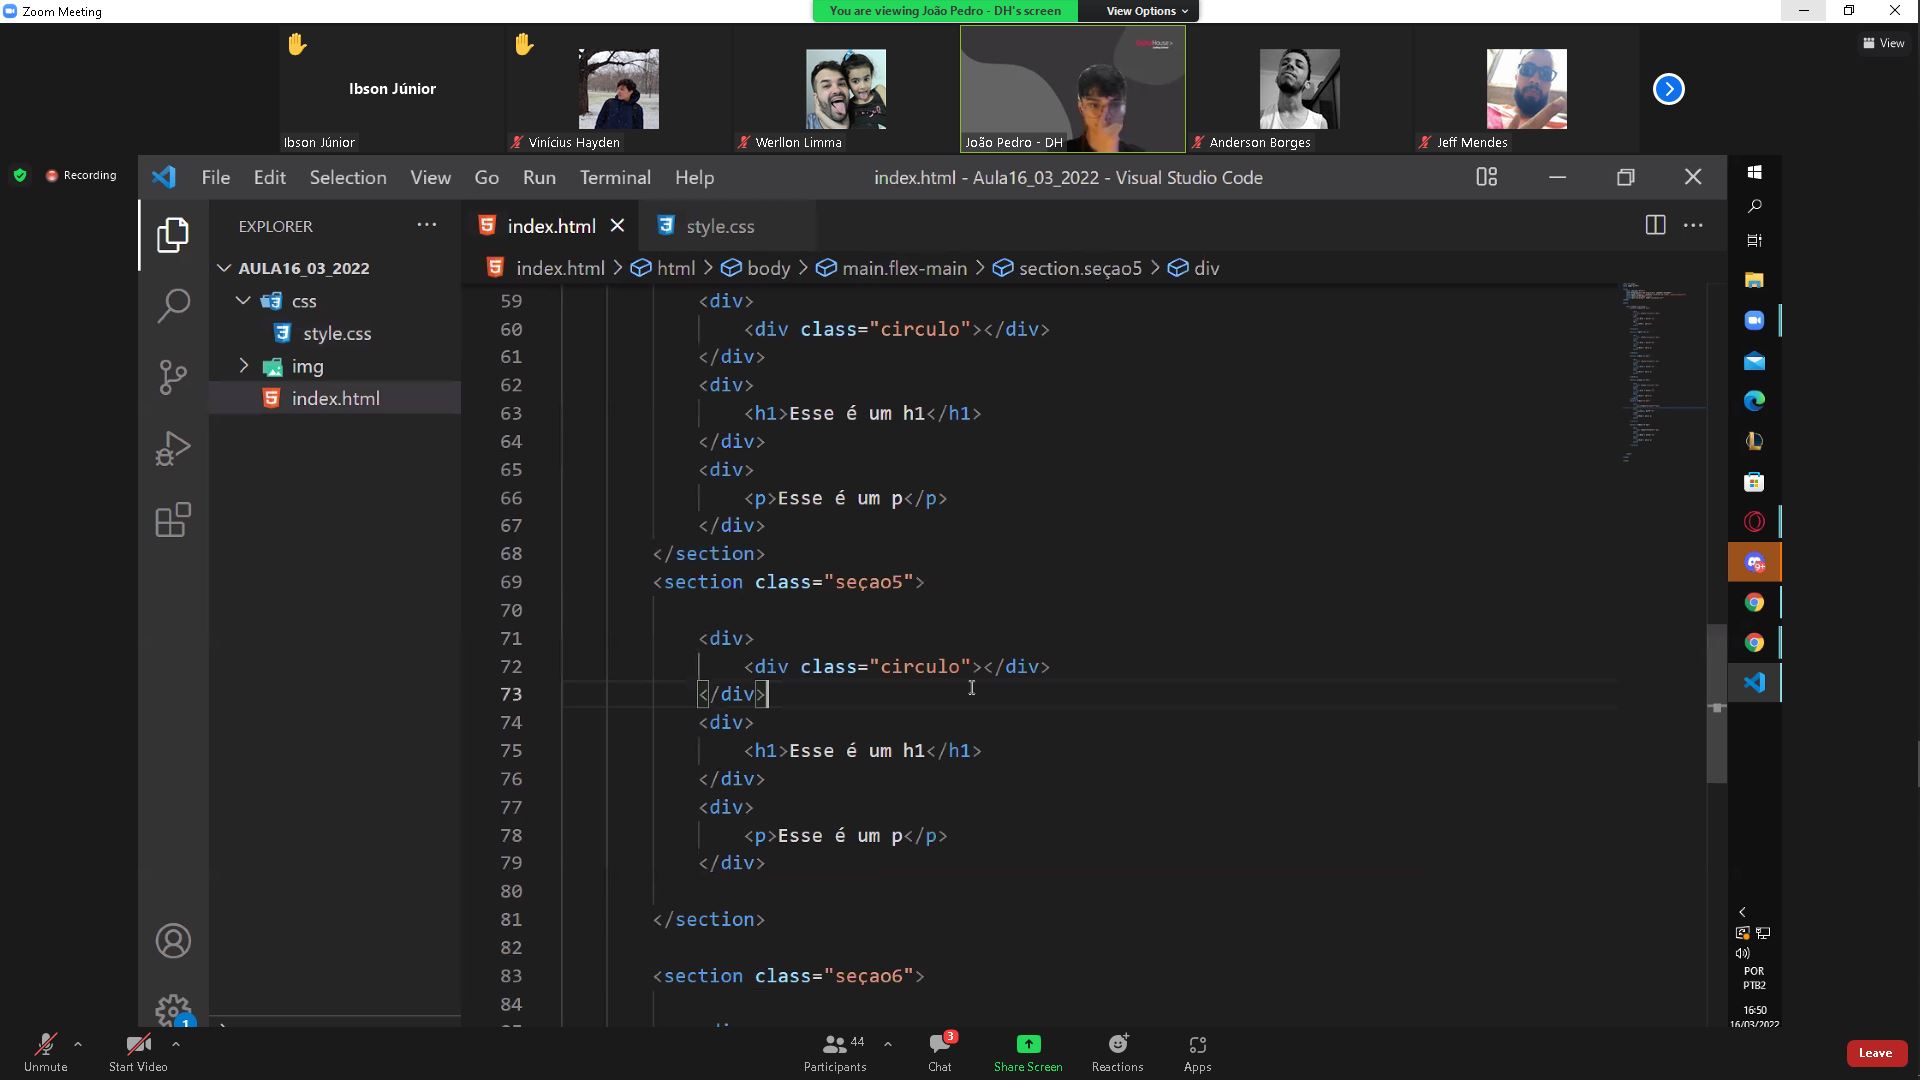 Zoom Meeting
You are viewing João Pedro - DH's screen
View Options
View
Ibson Júnior
Ibson Júnior
Vinícius Hayden
Werllon Limma
João Pedro - DH
Anderson Borges
Jeff Mendes
Recording
File Edit Selection View Go Run Terminal Help
index.html - Aula16_03_2022 - Visual Studio Code
EXPLORER
AULA16_03_2022
css
style.css
img
index.html
index.html
style.css
index.html > html > body > main.flex-main > section.seçao5 > div
59 <div>
60 <div class="circulo"></div>
61 </div>
62 <div>
63 <h1>Esse é um h1</h1>
64 </div>
65 <div>
66 <p>Esse é um p</p>
67 </div>
68 </section>
69 <section class="seçao5">
70
71 <div>
72 <div class="circulo"></div>
73 </div>
74 <div>
75 <h1>Esse é um h1</h1>
76 </div>
77 <div>
78 <p>Esse é um p</p>
79 </div>
80
81 </section>
82
83 <section class="seçao6">
84
1
9+
POR
PTB2
16:50
16/03/2022
Unmute
Start Video
44
Participants
3
Chat
Share Screen
Reactions
Apps
Leave